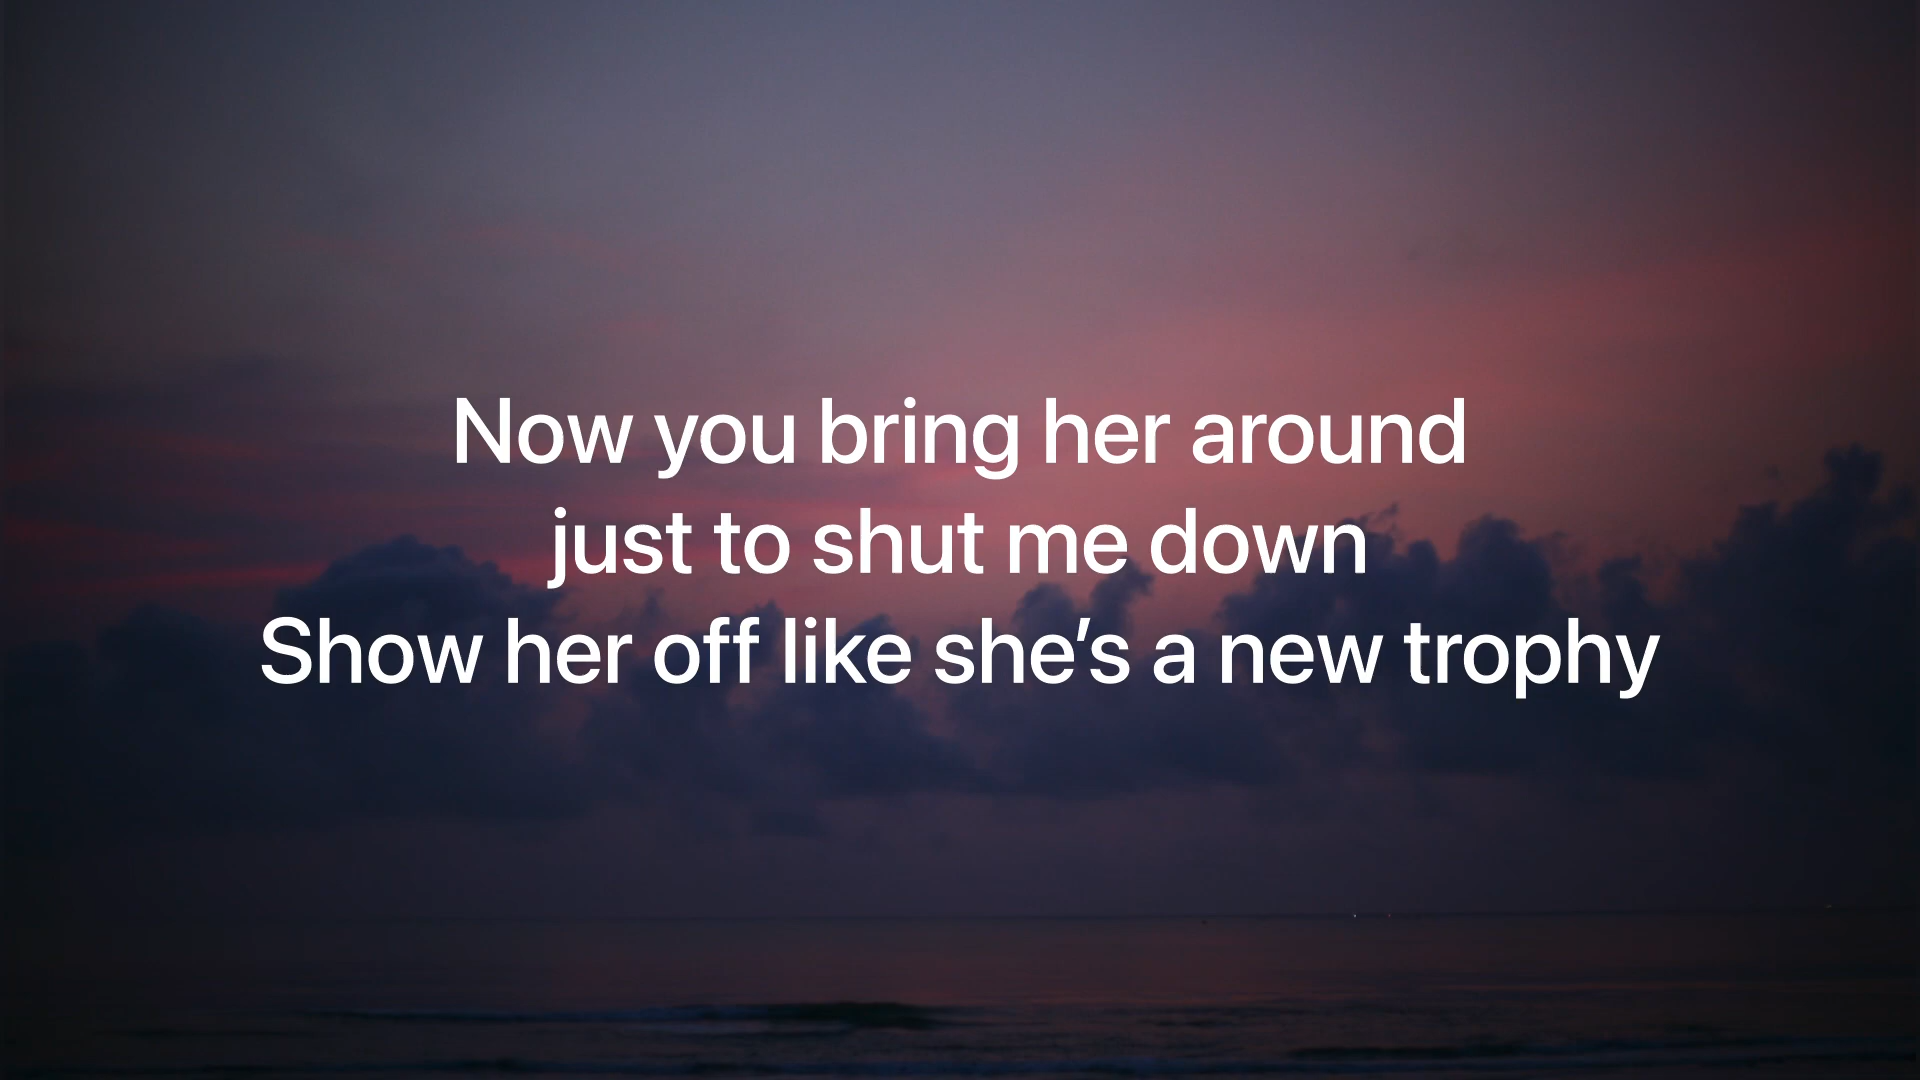 Now you bring her around
just to shut me down
Show her off like she’s a new trophy